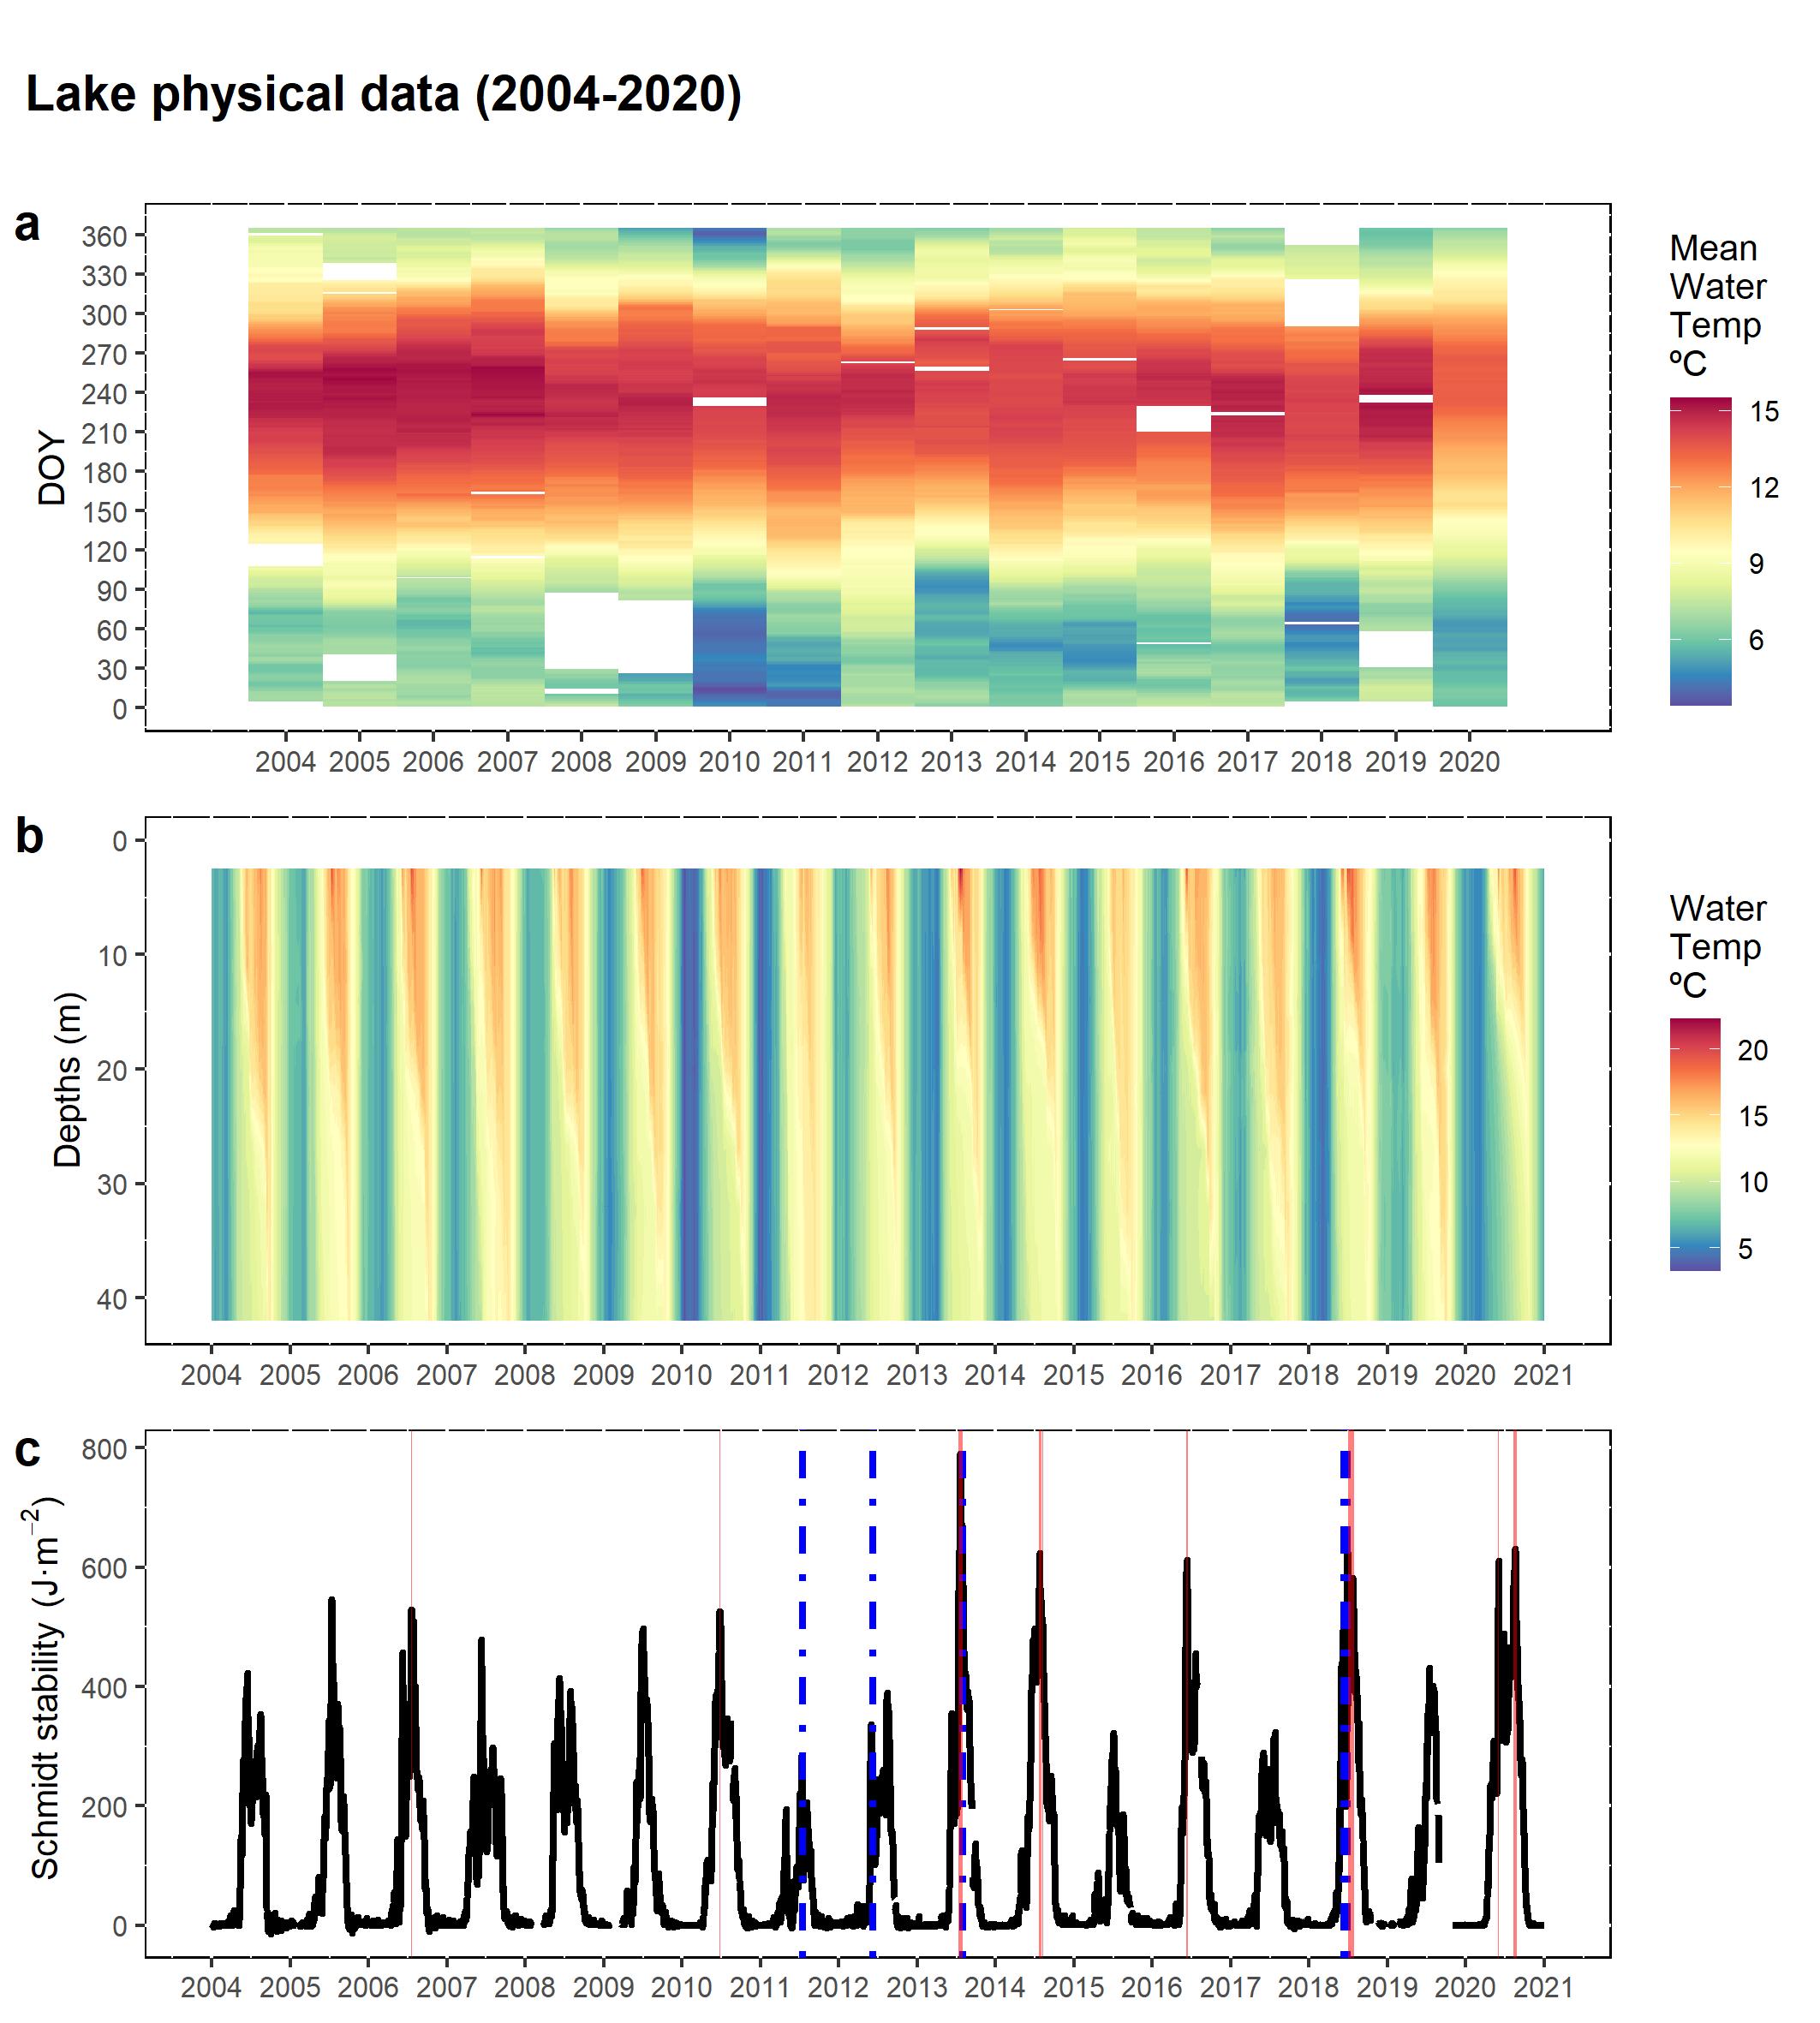 Lake physical data (2004-2020)
a
DOY
360
330
300
270
240
210
180
150
120
90
60
30
0
2004 2005 2006 2007 2008 2009 2010 2011 2012 2013 2014 2015 2016 2017 2018 2019 2020
Mean
Water
Temp
ºC
15
12
9
6
b
Depths (m)
0
10
20
30
40
2004 2005 2006 2007 2008 2009 2010 2011 2012 2013 2014 2015 2016 2017 2018 2019 2020 2021
Water
Temp
ºC
20
15
10
5
c
Schmidt stability (J·m⁻²)
800
600
400
200
0
2004 2005 2006 2007 2008 2009 2010 2011 2012 2013 2014 2015 2016 2017 2018 2019 2020 2021